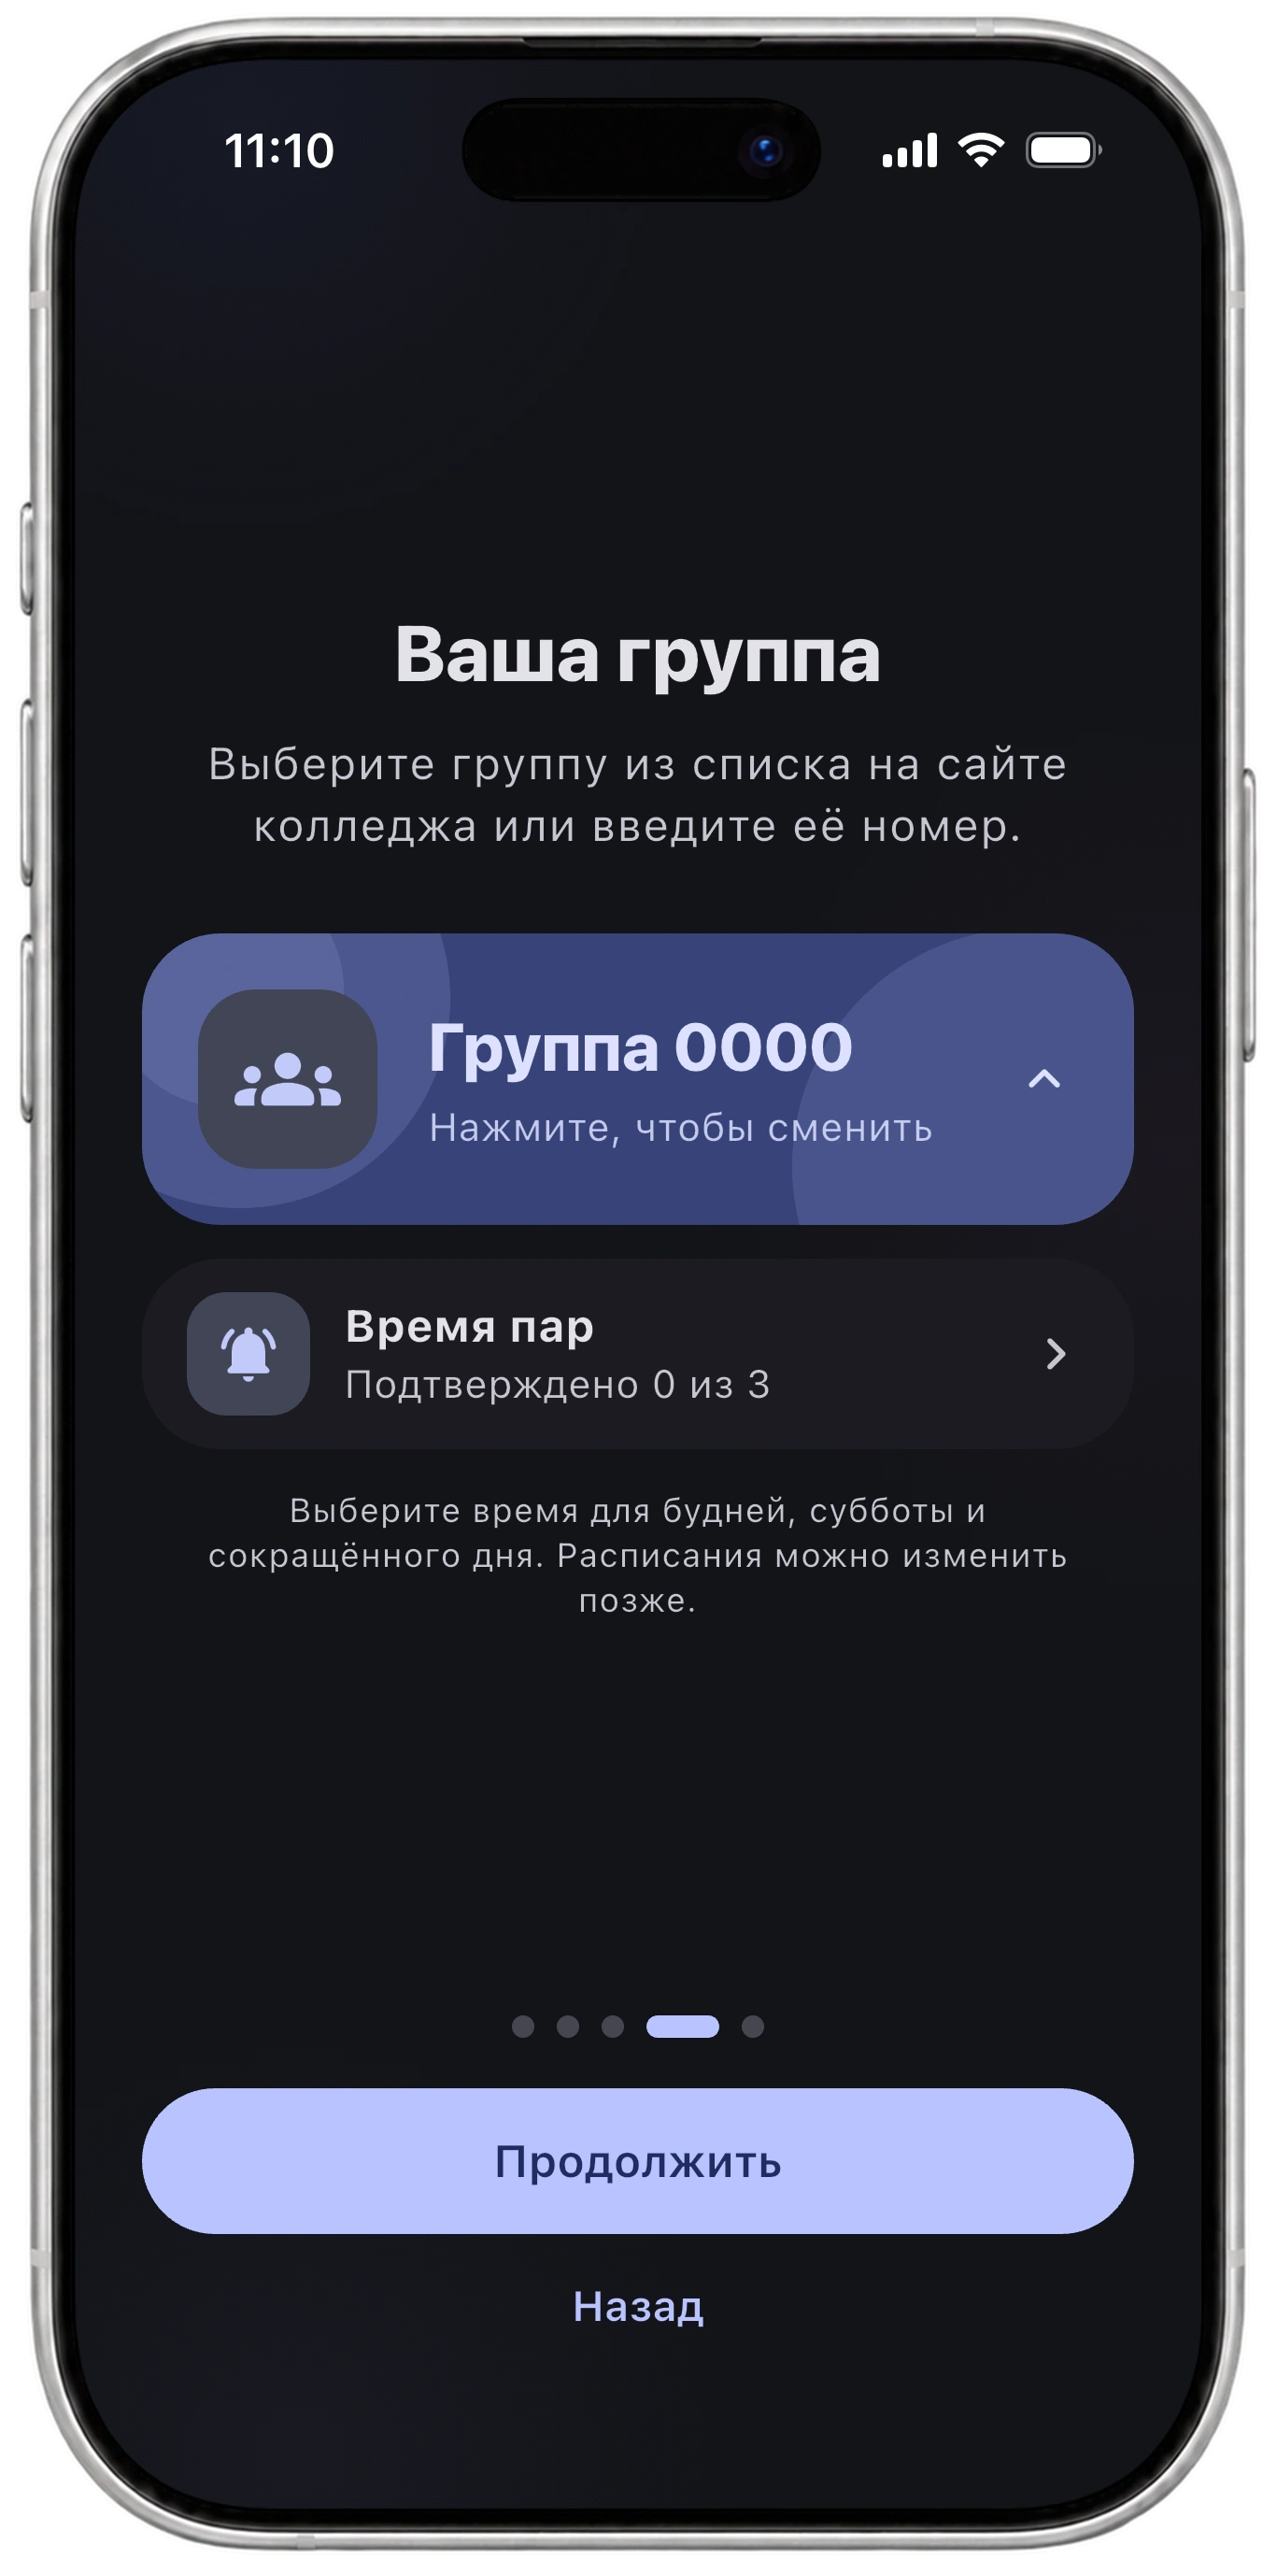 11:10
Ваша группа
Выберите группу из списка на сайте
колледжа или введите её номер.
Группа 0000
Нажмите, чтобы сменить
Время пар
Подтверждено 0 из 3
Выберите время для будней, субботы и
сокращённого дня. Расписания можно изменить
позже.
Продолжить
Назад